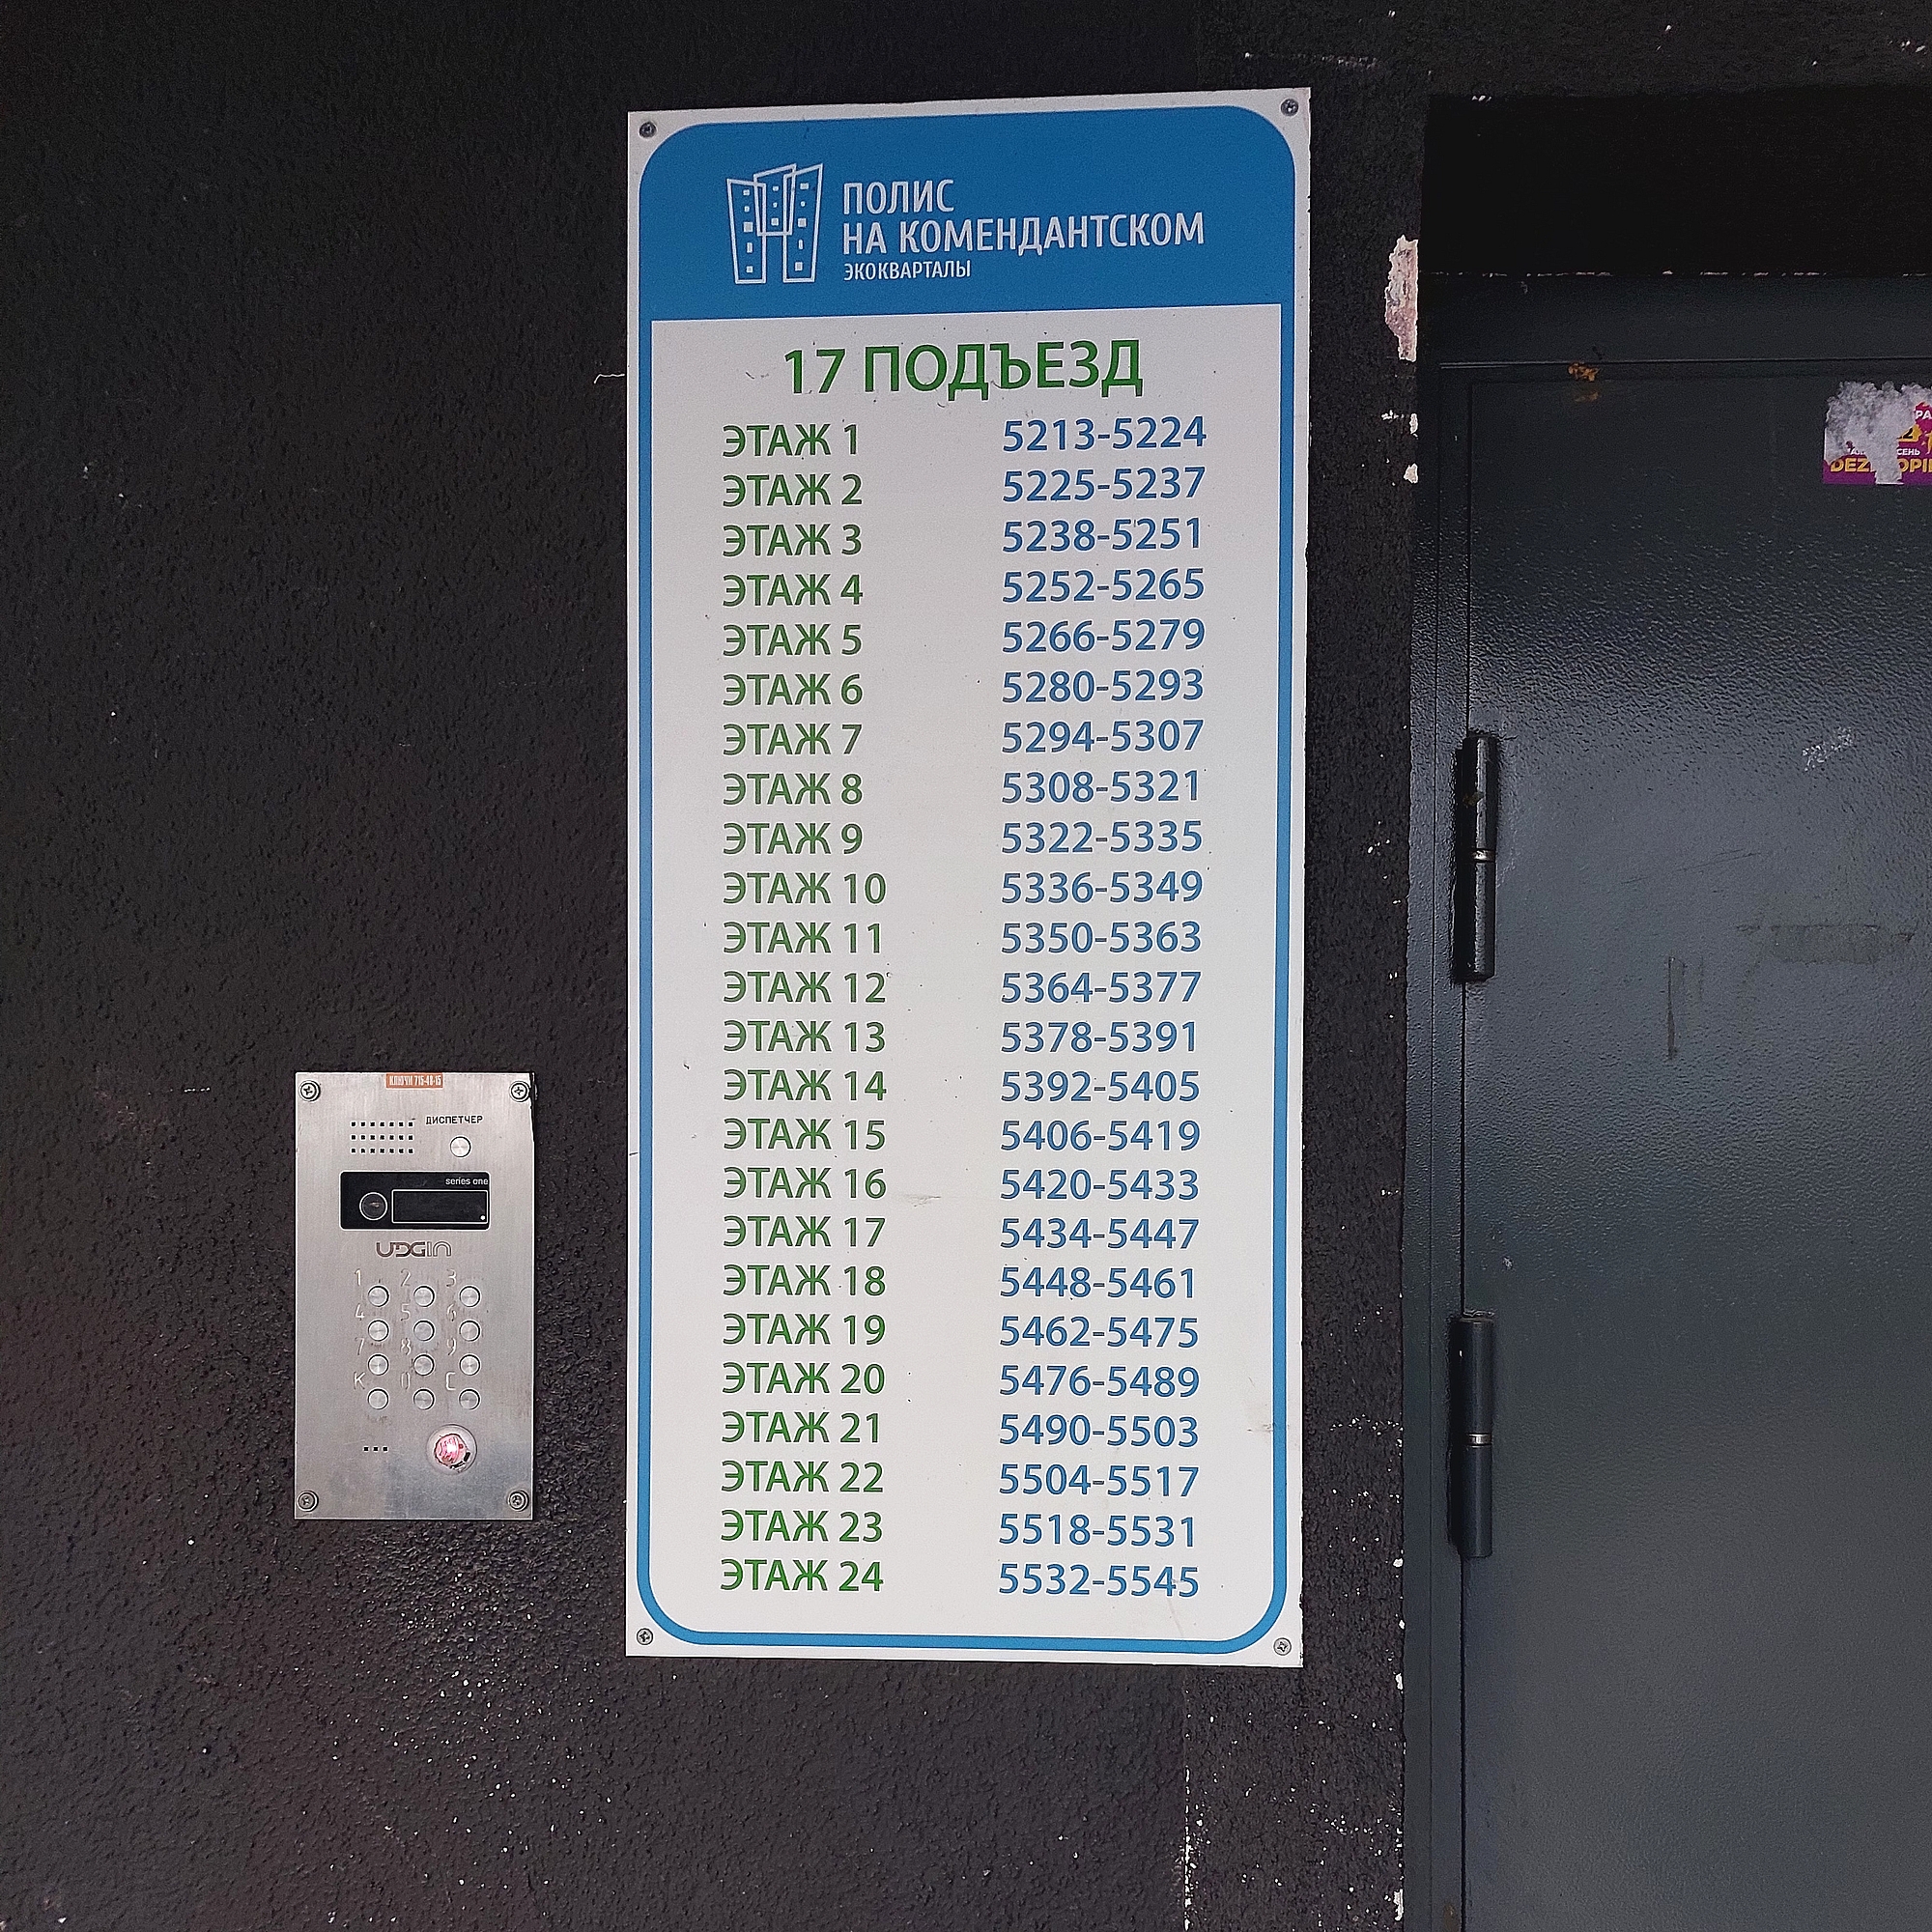 ПОЛИС
НА КОМЕНДАНТСКОМ
ЭКОКВАРТАЛЫ
17 ПОДЪЕЗД
ЭТАЖ 1 5213-5224
ЭТАЖ 2 5225-5237
ЭТАЖ 3 5238-5251
ЭТАЖ 4 5252-5265
ЭТАЖ 5 5266-5279
ЭТАЖ 6 5280-5293
ЭТАЖ 7 5294-5307
ЭТАЖ 8 5308-5321
ЭТАЖ 9 5322-5335
ЭТАЖ 10 5336-5349
ЭТАЖ 11 5350-5363
ЭТАЖ 12 5364-5377
ЭТАЖ 13 5378-5391
ЭТАЖ 14 5392-5405
ЭТАЖ 15 5406-5419
ЭТАЖ 16 5420-5433
ЭТАЖ 17 5434-5447
ЭТАЖ 18 5448-5461
ЭТАЖ 19 5462-5475
ЭТАЖ 20 5476-5489
ЭТАЖ 21 5490-5503
ЭТАЖ 22 5504-5517
ЭТАЖ 23 5518-5531
ЭТАЖ 24 5532-5545
КЛЮЧИ 715-40-15
ДИСПЕТЧЕР
series one
1 2 3
4 5 6
7 8 9
К 0 С